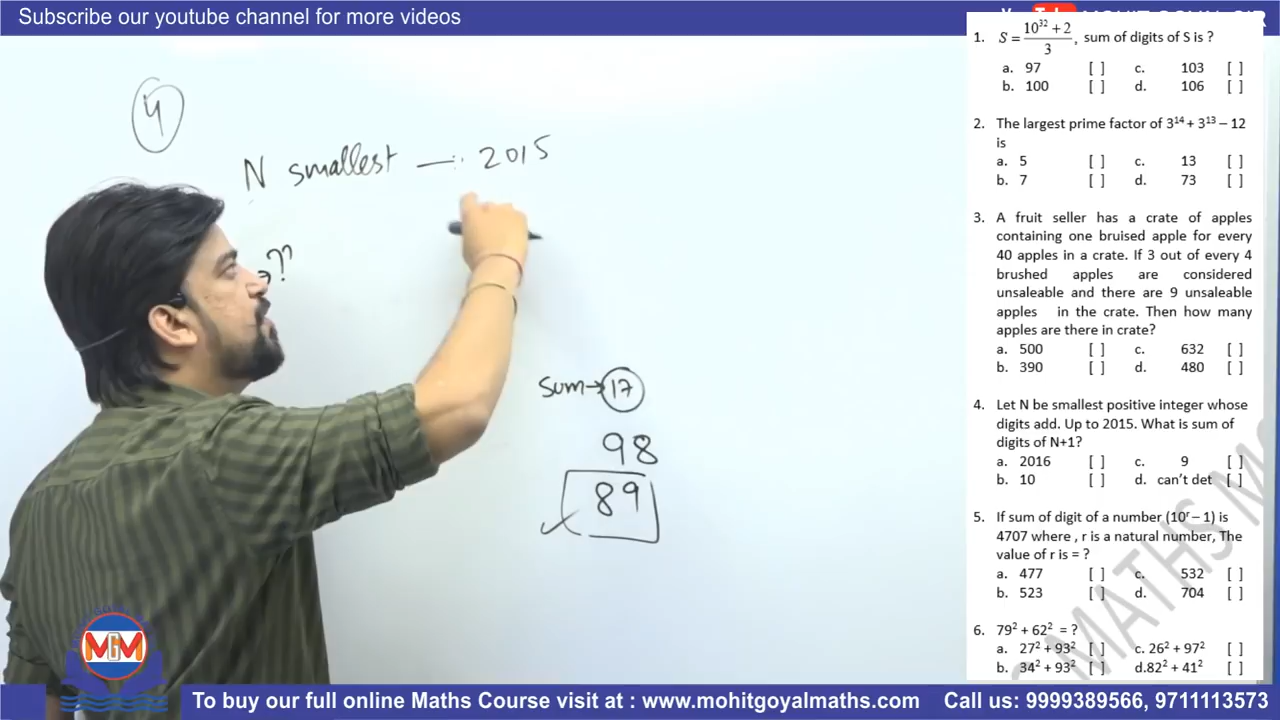 Subscribe our youtube channel for more videos
4
N smallest — 2015
??
Sum→17
98
89
1. S = (10³² + 2)/3, sum of digits of S is ?
a. 97 [ ] c. 103 [ ]
b. 100 [ ] d. 106 [ ]
2. The largest prime factor of 3¹⁴ + 3¹³ – 12
is
a. 5 [ ] c. 13 [ ]
b. 7 [ ] d. 73 [ ]
3. A fruit seller has a crate of apples
containing one bruised apple for every
40 apples in a crate. If 3 out of every 4
brushed apples are considered
unsaleable and there are 9 unsaleable
apples in the crate. Then how many
apples are there in crate?
a. 500 [ ] c. 632 [ ]
b. 390 [ ] d. 480 [ ]
4. Let N be smallest positive integer whose
digits add. Up to 2015. What is sum of
digits of N+1?
a. 2016 [ ] c. 9 [ ]
b. 10 [ ] d. can't det [ ]
5. If sum of digit of a number (10ʳ – 1) is
4707 where , r is a natural number, The
value of r is = ?
a. 477 [ ] c. 532 [ ]
b. 523 [ ] d. 704 [ ]
6. 79² + 62² = ?
a. 27² + 93² [ ] c. 26² + 97² [ ]
b. 34² + 93² [ ] d.82² + 41² [ ]
MGM
To buy our full online Maths Course visit at : www.mohitgoyalmaths.com Call us: 9999389566, 9711113573